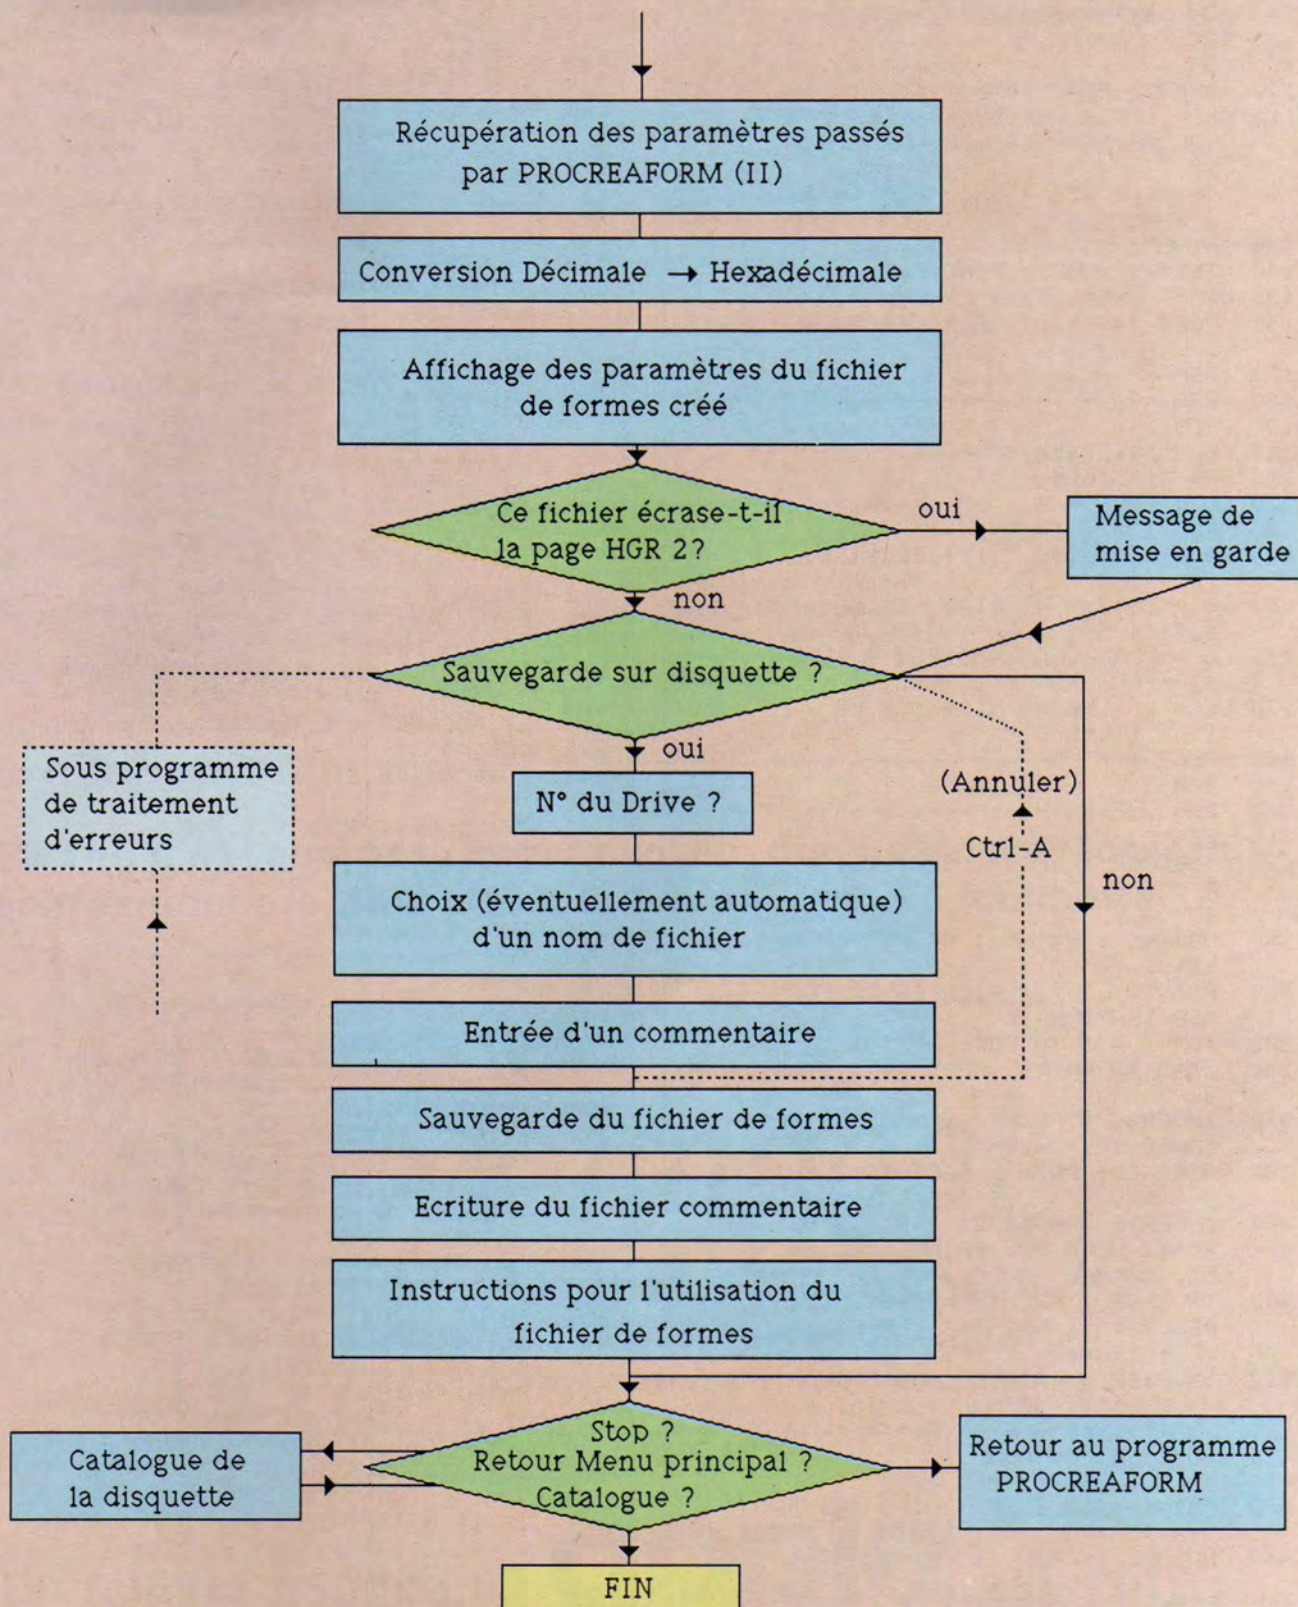 Récupération des paramètres passés
par PROCREAFORM (II)
Conversion Décimale → Hexadécimale
Affichage des paramètres du fichier
de formes créé
Ce fichier écrase-t-il
la page HGR 2?
oui
Message de
mise en garde
non
Sauvegarde sur disquette ?
oui
Sous programme
de traitement
d'erreurs
N° du Drive ?
(Annuler)
Ctrl-A
non
Choix (éventuellement automatique)
d'un nom de fichier
Entrée d'un commentaire
Sauvegarde du fichier de formes
Ecriture du fichier commentaire
Instructions pour l'utilisation du
fichier de formes
Stop ?
Retour Menu principal ?
Catalogue ?
Catalogue de
la disquette
Retour au programme
PROCREAFORM
FIN